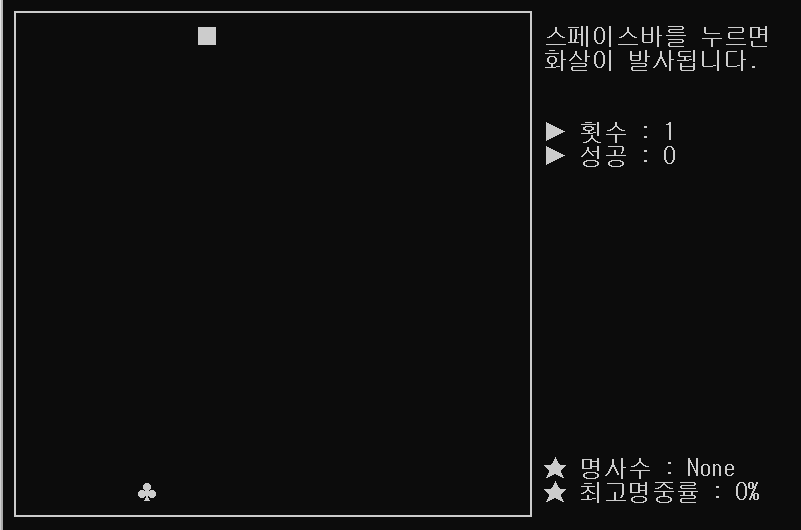 스페이스바를 누르면
화살이 발사됩니다.
▶ 횟수 : 1
▶ 성공 : 0
★ 명사수 : None
★ 최고명중률 : 0%